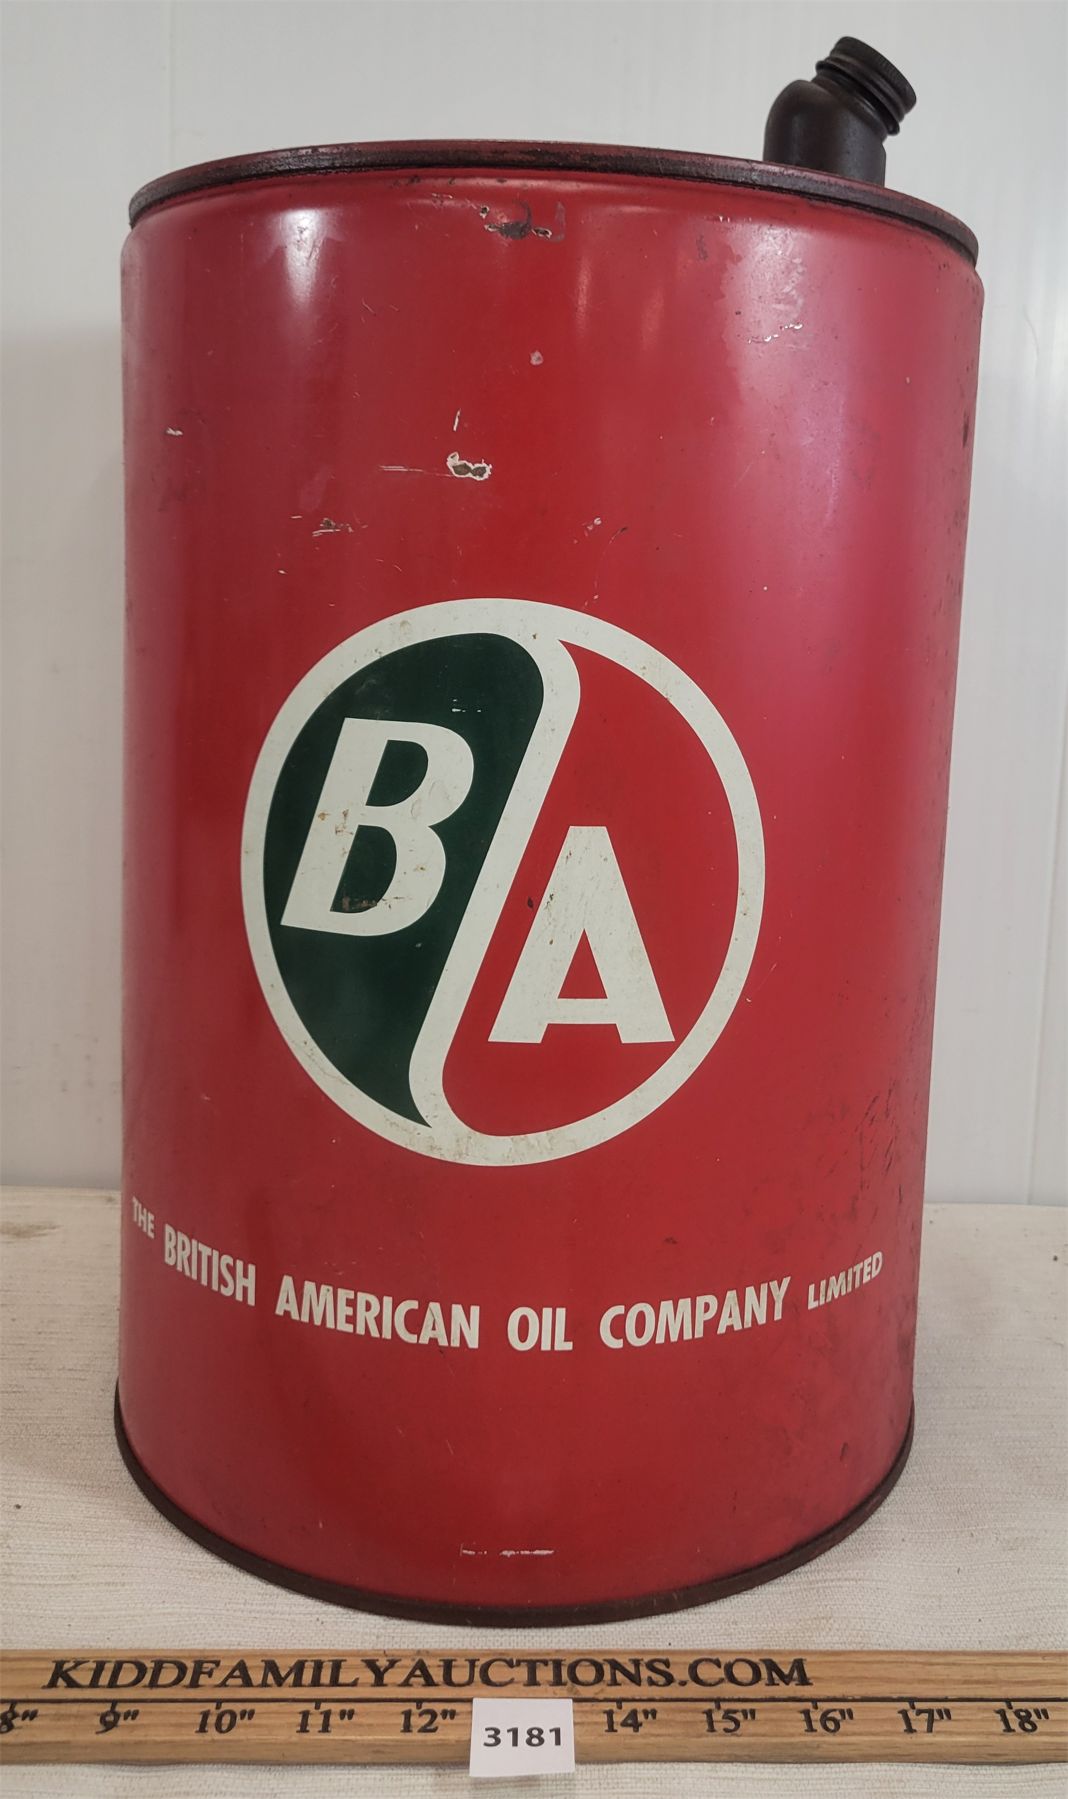 B A
THE BRITISH AMERICAN OIL COMPANY LIMITED
KIDDFAMILYAUCTIONS.COM
8" 9" 10" 11" 12" 14" 15" 16" 17" 18"
3181